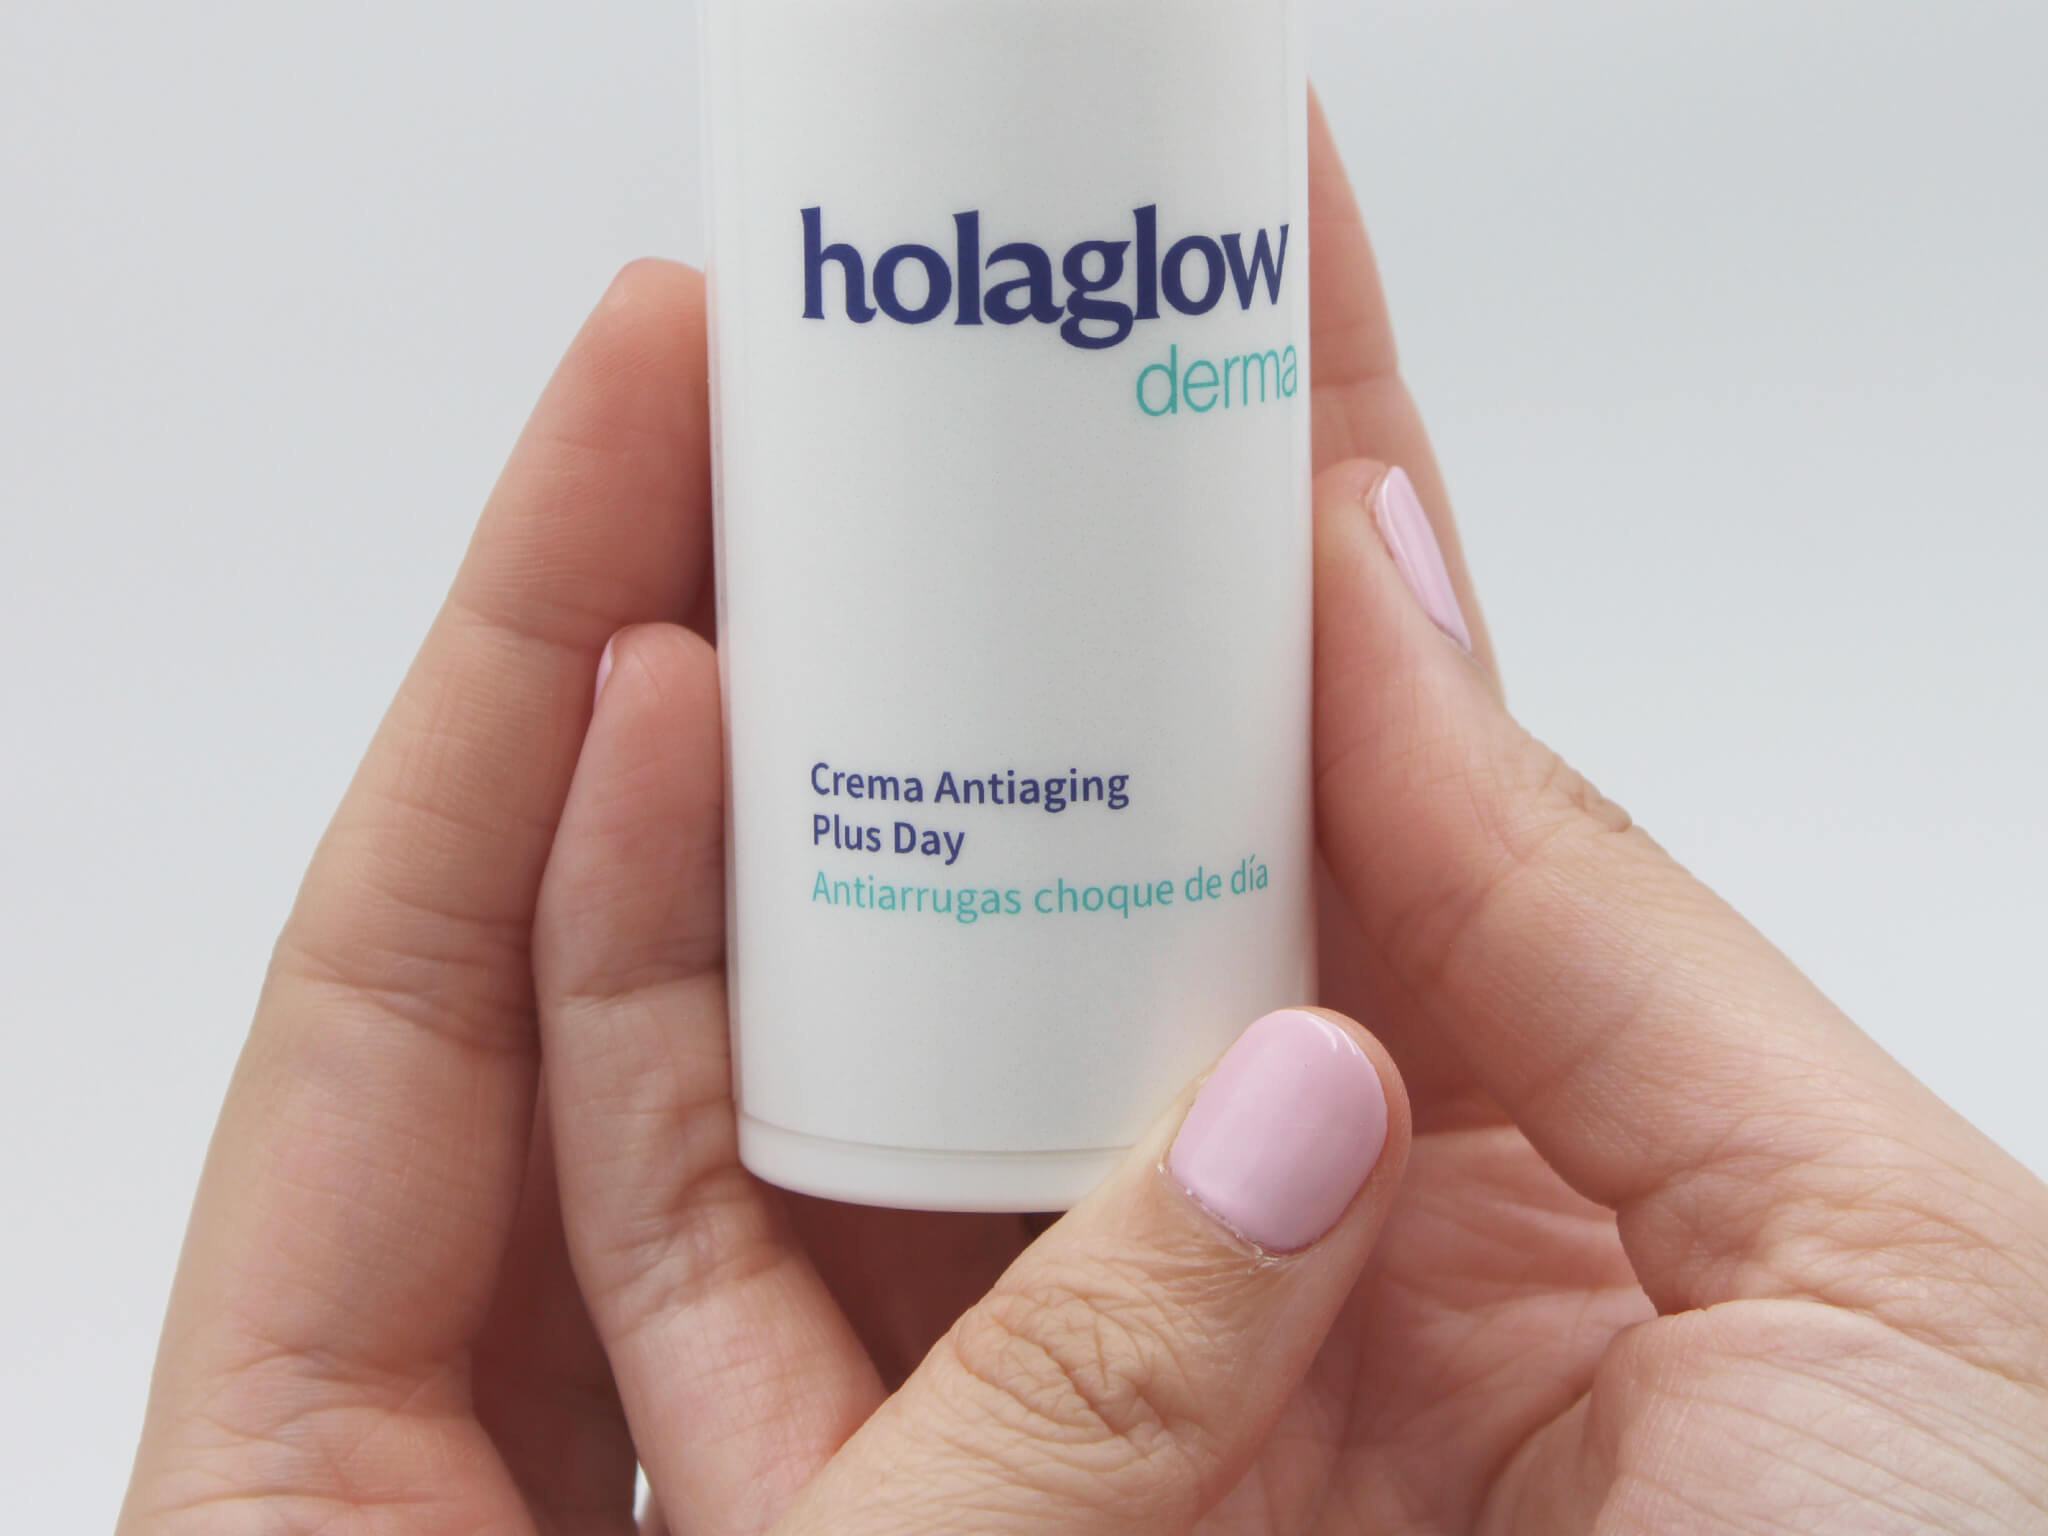 holaglow
derma
Crema Antiaging
Plus Day
Antiarrugas choque de día